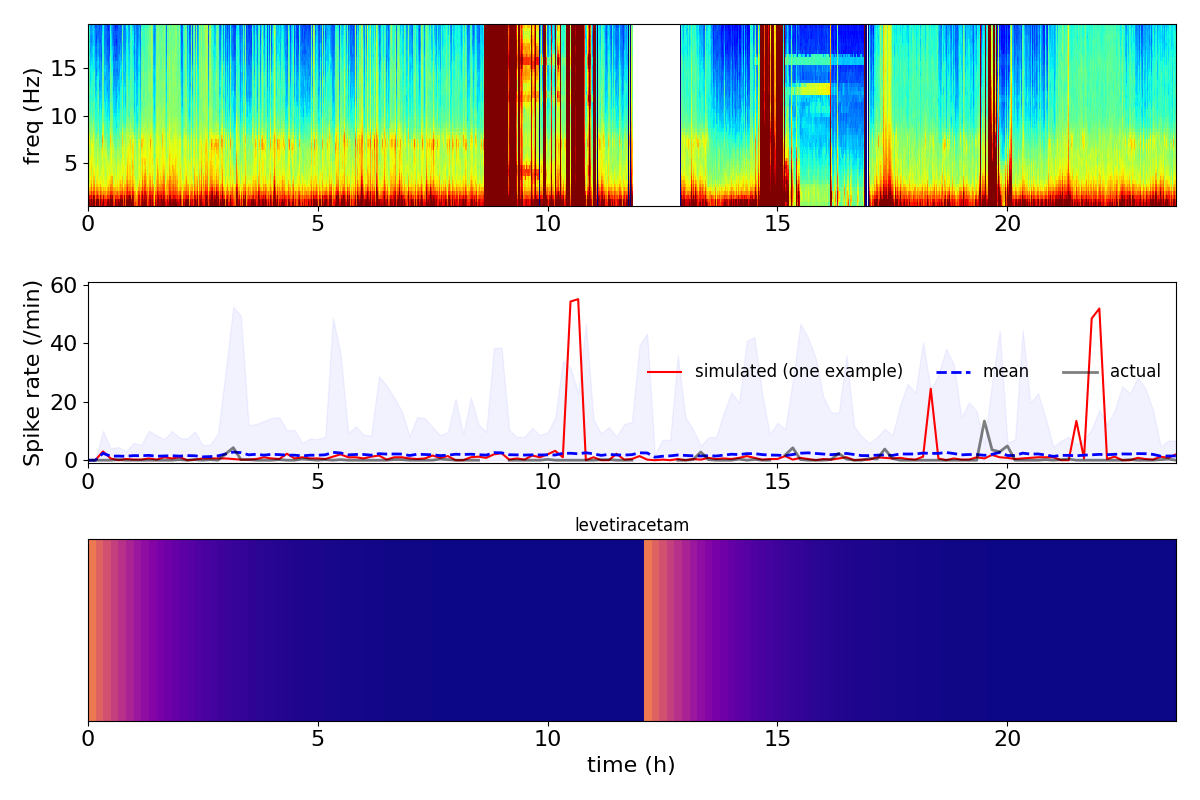 freq (Hz)
15
10
5
0 5 10 15 20
Spike rate (/min)
60
40
20
0
simulated (one example) mean actual
0 5 10 15 20
levetiracetam
0 5 10 15 20
time (h)